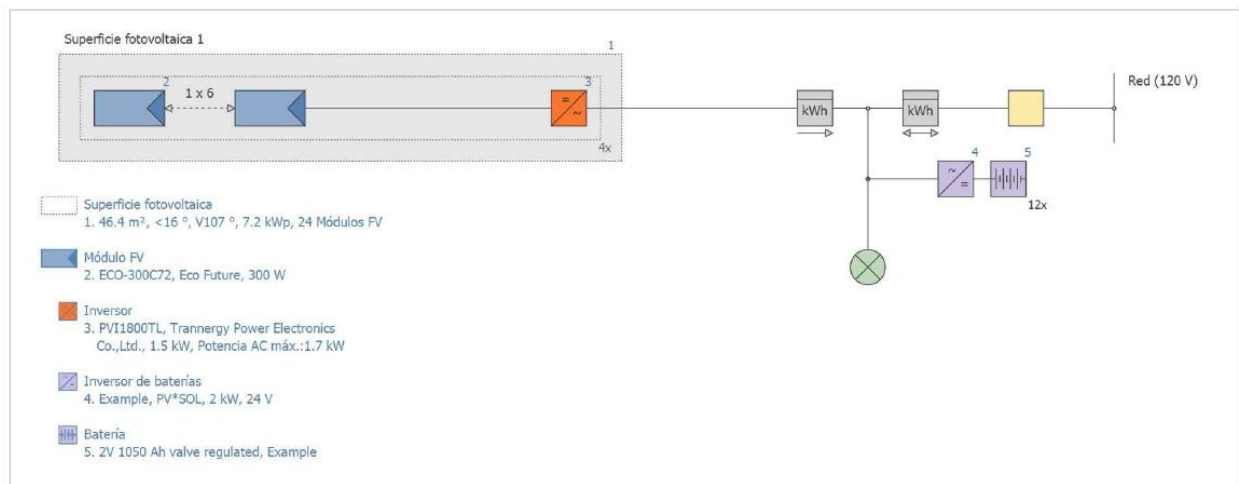 Superficie fotovoltaica 1
1
2
1 x 6
3
4x
kWh
kWh
Red (120 V)
4
5
12x
Superficie fotovoltaica
1. 46.4 m², <16 °, V107 °, 7.2 kWp, 24 Módulos FV
Módulo FV
2. ECO-300C72, Eco Future, 300 W
Inversor
3. PVI1800TL, Trannergy Power Electronics
Co.,Ltd., 1.5 kW, Potencia AC máx.:1.7 kW
Inversor de baterías
4. Example, PV*SOL, 2 kW, 24 V
Batería
5. 2V 1050 Ah valve regulated, Example